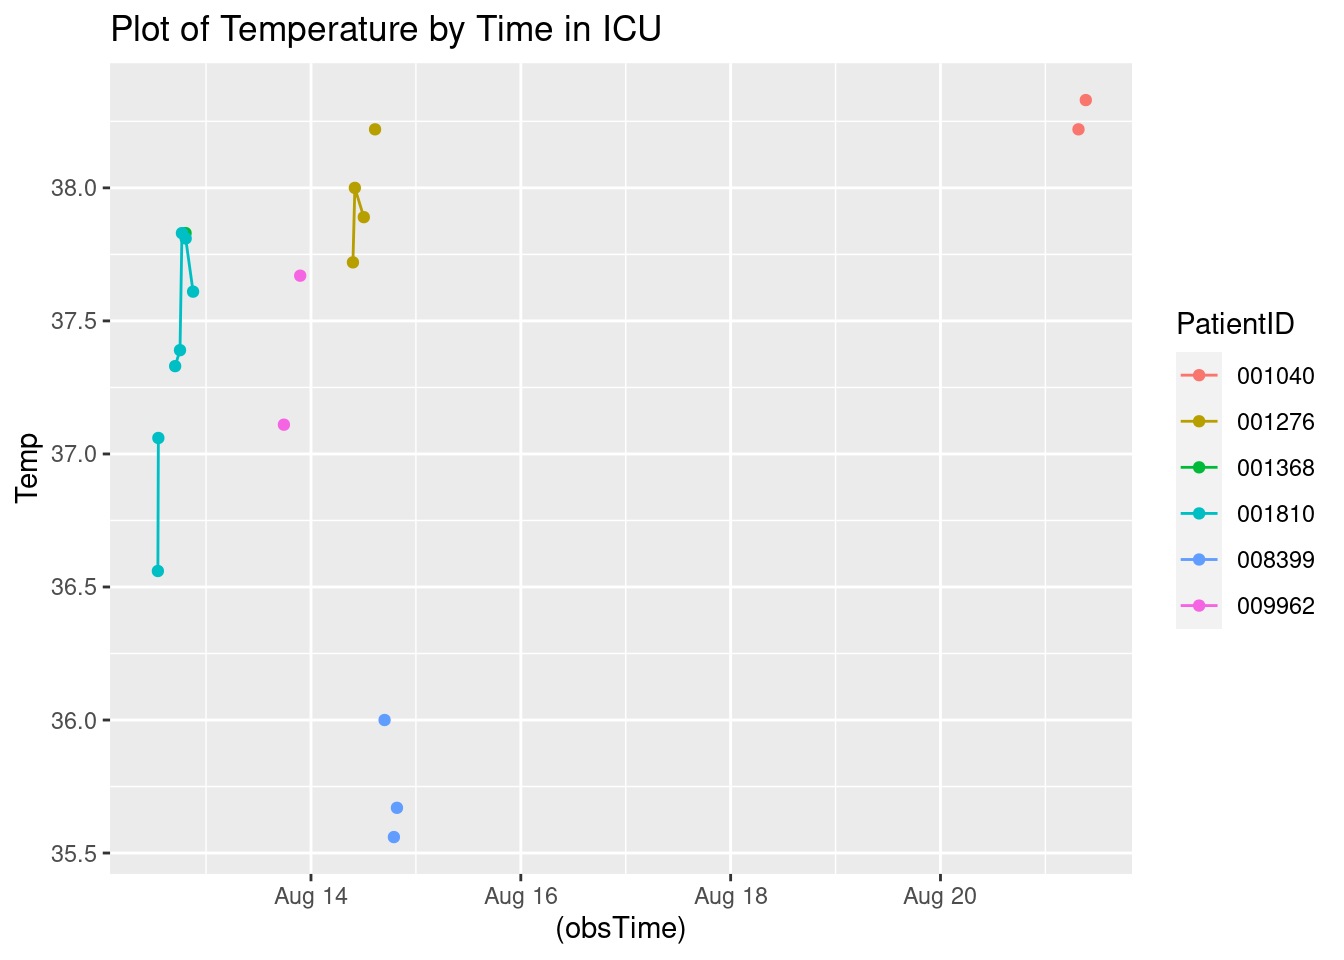 Plot of Temperature by Time in ICU
Temp
38.0
37.5
37.0
36.5
36.0
35.5
Aug 14 Aug 16 Aug 18 Aug 20
(obsTime)
PatientID
001040
001276
001368
001810
008399
009962